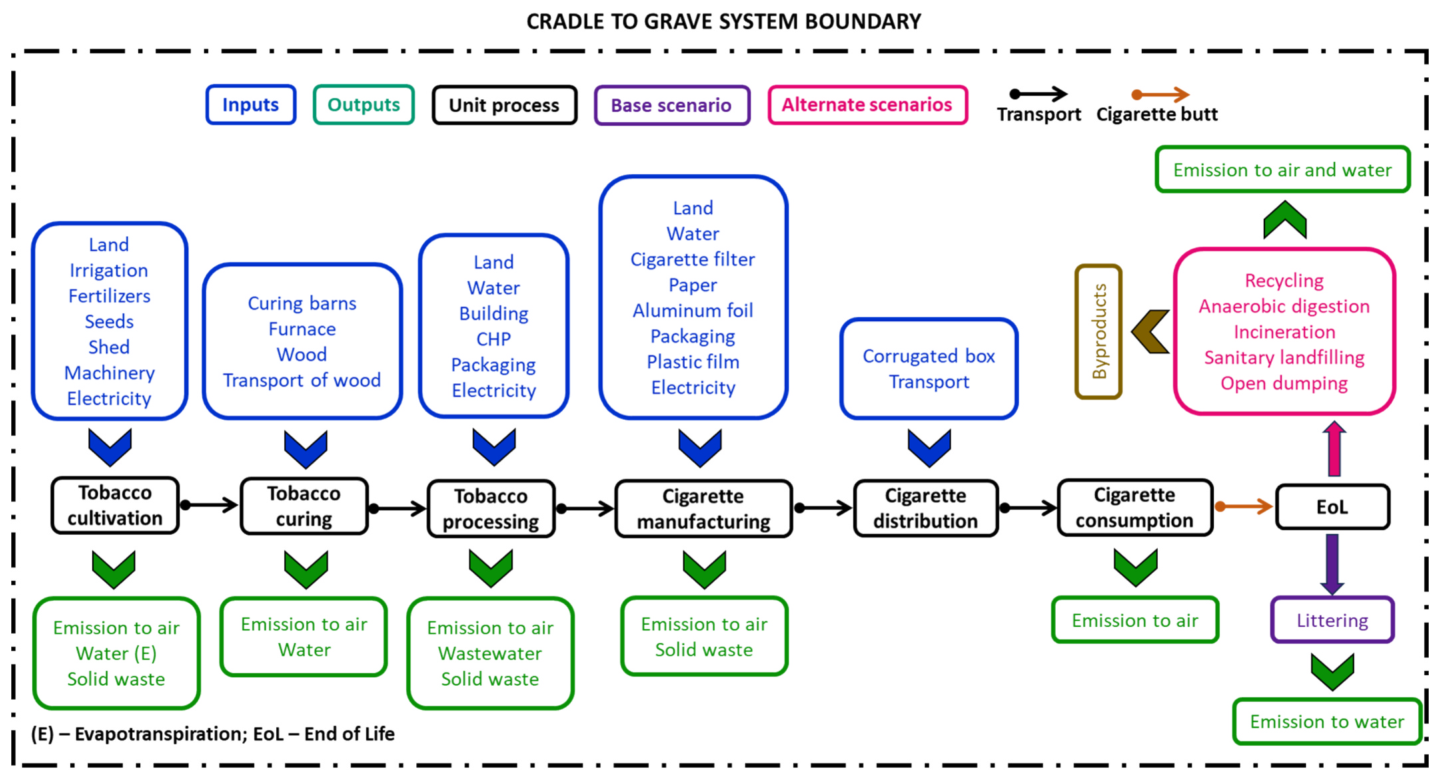 CRADLE TO GRAVE SYSTEM BOUNDARY
Inputs
Outputs
Unit process
Base scenario
Alternate scenarios
Transport
Cigarette butt
Land
Irrigation
Fertilizers
Seeds
Shed
Machinery
Electricity
Curing barns
Furnace
Wood
Transport of wood
Land
Water
Building
CHP
Packaging
Electricity
Land
Water
Cigarette filter
Paper
Aluminum foil
Packaging
Plastic film
Electricity
Corrugated box
Transport
Byproducts
Emission to air and water
Recycling
Anaerobic digestion
Incineration
Sanitary landfilling
Open dumping
Tobacco
cultivation
Tobacco
curing
Tobacco
processing
Cigarette
manufacturing
Cigarette
distribution
Cigarette
consumption
EoL
Emission to air
Water (E)
Solid waste
Emission to air
Water
Emission to air
Wastewater
Solid waste
Emission to air
Solid waste
Emission to air
Littering
Emission to water
(E) – Evapotranspiration; EoL – End of Life